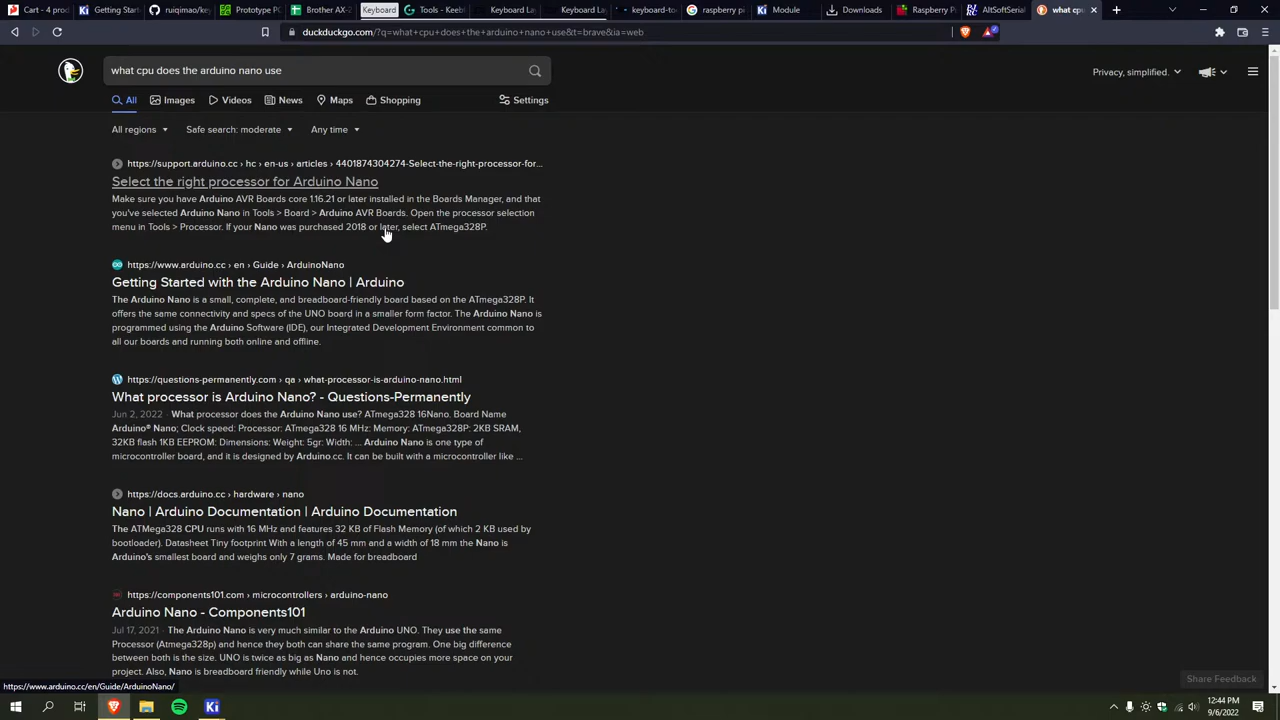 Cart - 4 prod
Getting Started
ruiqimao/key
Prototype PC
Brother AX-2
Keyboard
Tools - Keeb
Keyboard Lay
Keyboard Lay
keyboard-to
raspberry pi
Module
Downloads
Raspberry P
AltSoftSerial
what cp
duckduckgo.com/?q=what+cpu+does+the+arduino+nano+use&t=brave&ia=web
what cpu does the arduino nano use
Privacy, simplified.
All
Images
Videos
News
Maps
Shopping
Settings
All regions
Safe search: moderate
Any time
https://support.arduino.cc › hc › en-us › articles › 4401874304274-Select-the-right-processor-for...
Select the right processor for Arduino Nano
Make sure you have Arduino AVR Boards core 1.16.21 or later installed in the Boards Manager, and that
you've selected Arduino Nano in Tools > Board > Arduino AVR Boards. Open the processor selection
menu in Tools > Processor. If your Nano was purchased 2018 or later, select ATmega328P.
https://www.arduino.cc › en › Guide › ArduinoNano
Getting Started with the Arduino Nano | Arduino
The Arduino Nano is a small, complete, and breadboard-friendly board based on the ATmega328P. It
offers the same connectivity and specs of the UNO board in a smaller form factor. The Arduino Nano is
programmed using the Arduino Software (IDE), our Integrated Development Environment common to
all our boards and running both online and offline.
https://questions-permanently.com › qa › what-processor-is-arduino-nano.html
What processor is Arduino Nano? - Questions-Permanently
Jun 2, 2022 · What processor does the Arduino Nano use? ATmega328 16Nano. Board Name
Arduino® Nano; Clock speed: Processor: ATmega328 16 MHz: Memory: ATmega328P: 2KB SRAM,
32KB flash 1KB EEPROM: Dimensions: Weight: 5gr: Width: ... Arduino Nano is one type of
microcontroller board, and it is designed by Arduino.cc. It can be built with a microcontroller like ...
https://docs.arduino.cc › hardware › nano
Nano | Arduino Documentation | Arduino Documentation
The ATMega328 CPU runs with 16 MHz and features 32 KB of Flash Memory (of which 2 KB used by
bootloader). Datasheet Tiny footprint With a length of 45 mm and a width of 18 mm the Nano is
Arduino's smallest board and weighs only 7 grams. Made for breadboard
https://components101.com › microcontrollers › arduino-nano
Arduino Nano - Components101
Jul 17, 2021 · The Arduino Nano is very much similar to the Arduino UNO. They use the same
Processor (Atmega328p) and hence they both can share the same program. One big difference
between both is the size. UNO is twice as big as Nano and hence occupies more space on your
project. Also, Nano is breadboard friendly while Uno is not.
Share Feedback
https://www.arduino.cc/en/Guide/ArduinoNano/
Ki
12:44 PM
9/6/2022